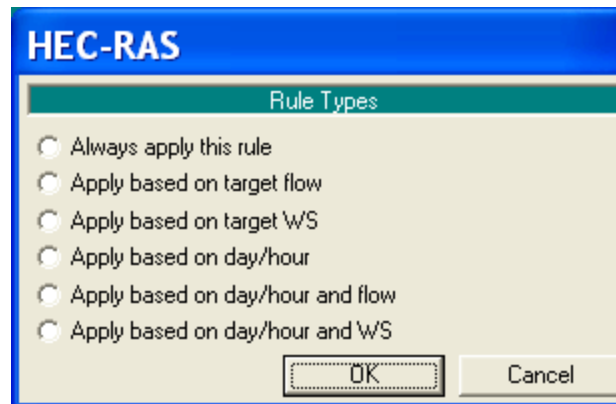 HEC-RAS
Rule Types
Always apply this rule
Apply based on target flow
Apply based on target WS
Apply based on day/hour
Apply based on day/hour and flow
Apply based on day/hour and WS
OK Cancel